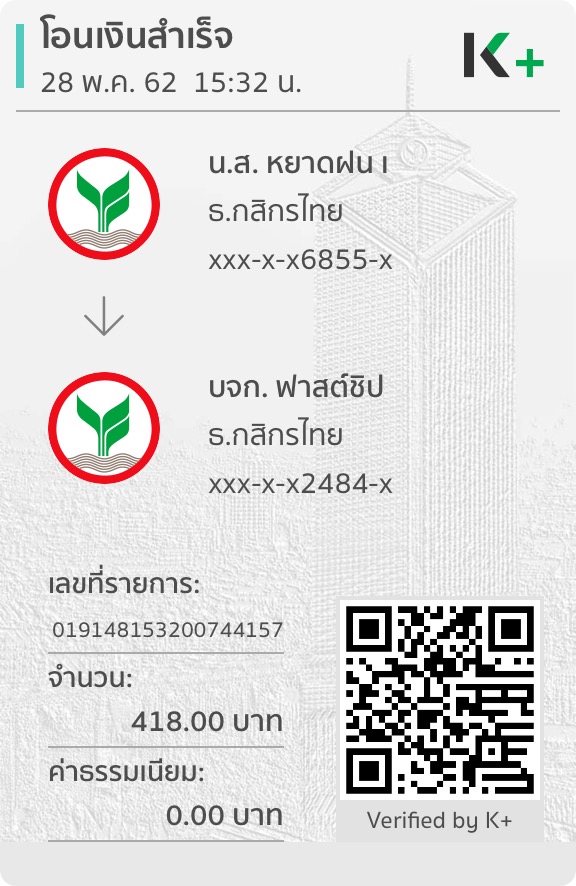 โอนเงินสำเร็จ
28 พ.ค. 62 15:32 น.
K+
น.ส. หยาดฝน เ
ธ.กสิกรไทย
xxx-x-x6855-x
บจก. ฟาสต์ชิป
ธ.กสิกรไทย
xxx-x-x2484-x
เลขที่รายการ:
019148153200744157
จำนวน:
418.00 บาท
ค่าธรรมเนียม:
0.00 บาท
Verified by K+